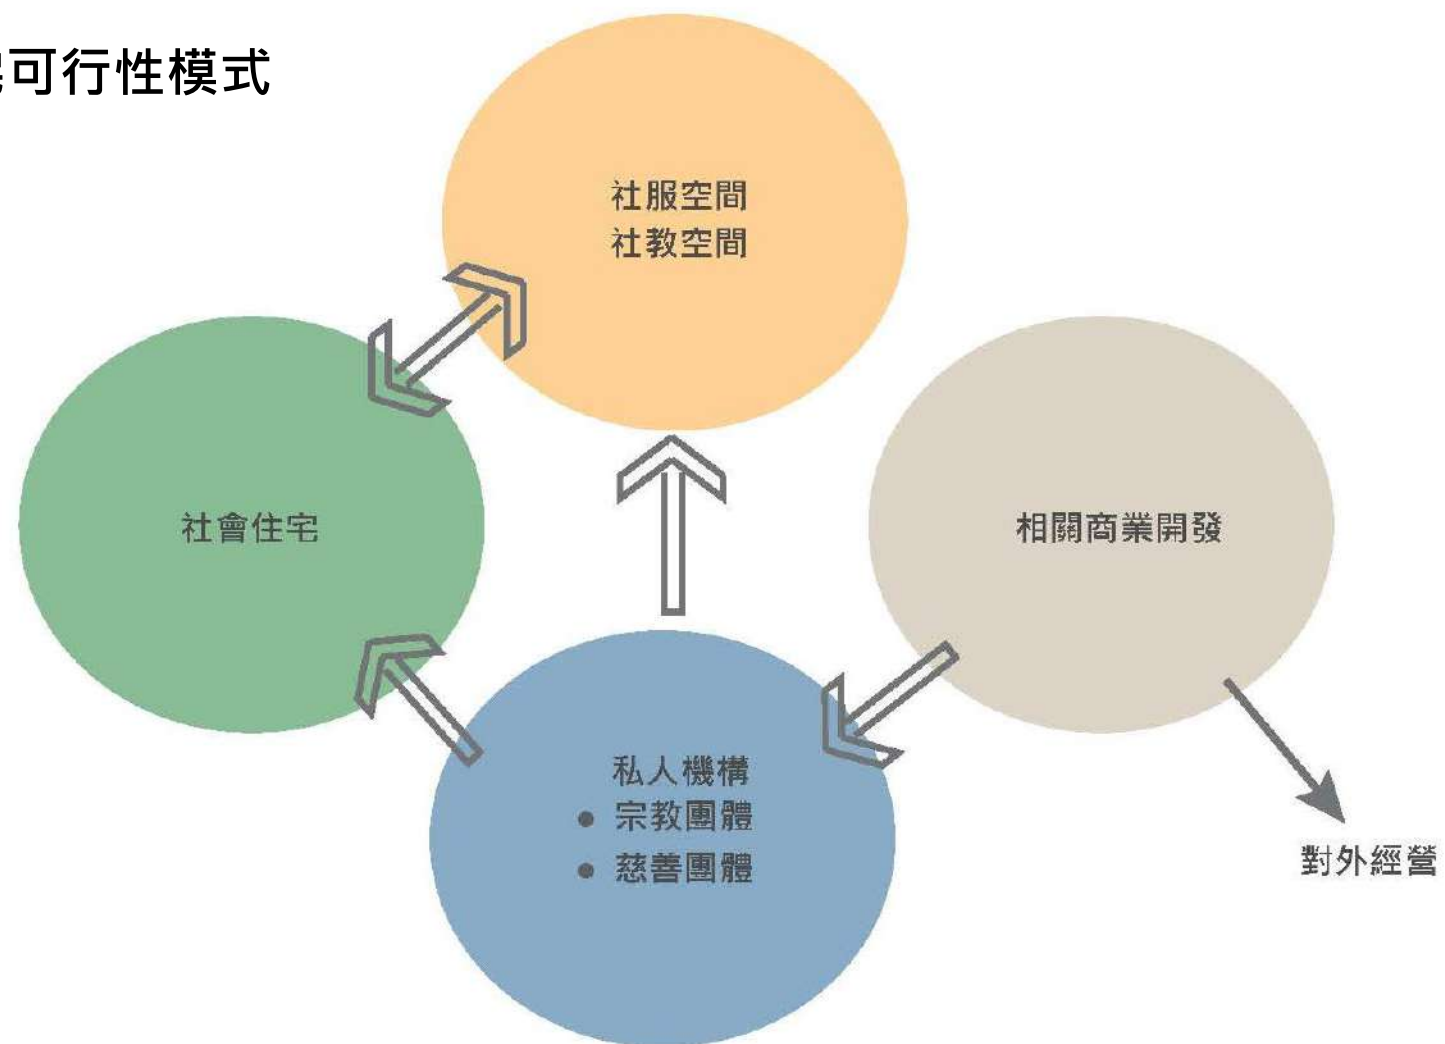 可行性模式
社服空間
社教空間
社會住宅
相關商業開發
私人機構
• 宗教團體
• 慈善團體
對外經營